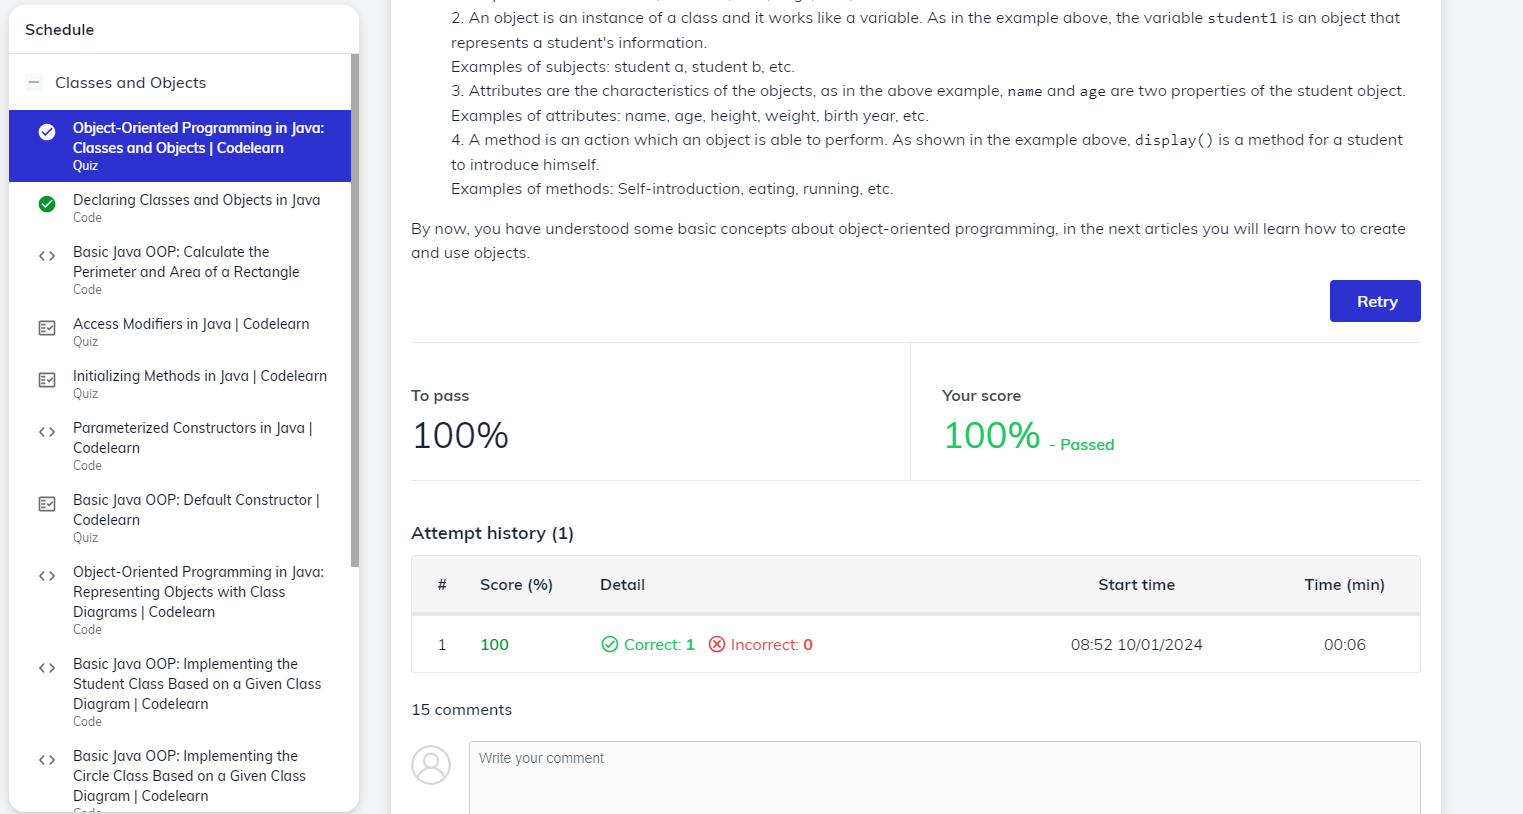 Schedule
Classes and Objects
Object-Oriented Programming in Java:
Classes and Objects | Codelearn
Quiz
Declaring Classes and Objects in Java
Code
Basic Java OOP: Calculate the
Perimeter and Area of a Rectangle
Code
Access Modifiers in Java | Codelearn
Quiz
Initializing Methods in Java | Codelearn
Quiz
Parameterized Constructors in Java |
Codelearn
Code
Basic Java OOP: Default Constructor |
Codelearn
Quiz
Object-Oriented Programming in Java:
Representing Objects with Class
Diagrams | Codelearn
Code
Basic Java OOP: Implementing the
Student Class Based on a Given Class
Diagram | Codelearn
Code
Basic Java OOP: Implementing the
Circle Class Based on a Given Class
Diagram | Codelearn
2. An object is an instance of a class and it works like a variable. As in the example above, the variable student1 is an object that
represents a student's information.
Examples of subjects: student a, student b, etc.
3. Attributes are the characteristics of the objects, as in the above example, name and age are two properties of the student object.
Examples of attributes: name, age, height, weight, birth year, etc.
4. A method is an action which an object is able to perform. As shown in the example above, display() is a method for a student
to introduce himself.
Examples of methods: Self-introduction, eating, running, etc.
By now, you have understood some basic concepts about object-oriented programming, in the next articles you will learn how to create
and use objects.
Retry
To pass
100%
Your score
100% - Passed
Attempt history (1)
# Score (%) Detail Start time Time (min)
1 100 Correct: 1 Incorrect: 0 08:52 10/01/2024 00:06
15 comments
Write your comment